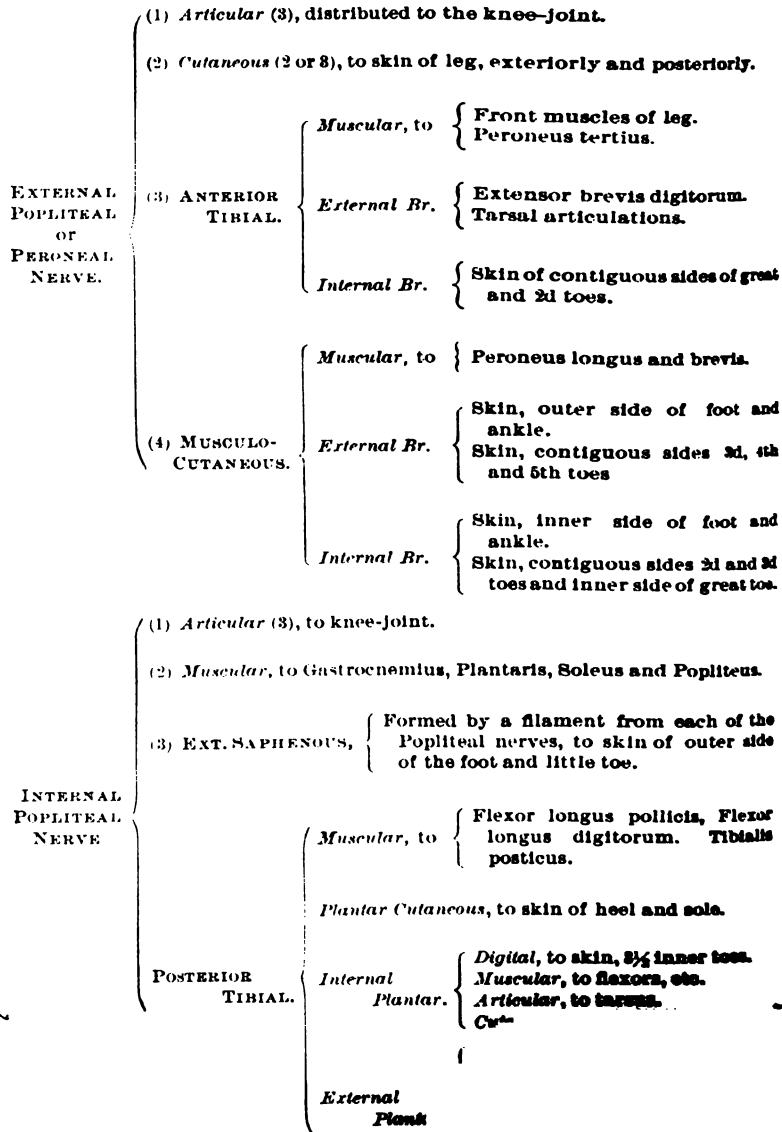 (1) Articular (3), distributed to the knee-joint.
(2) Cutaneous (2 or 3), to skin of leg, exteriorly and posteriorly.
EXTERNAL
POPLITEAL
or
PERONEAL
NERVE.
(3) ANTERIOR
TIBIAL.
Muscular, to
Front muscles of leg.
Peroneus tertius.
External Br.
Extensor brevis digitorum.
Tarsal articulations.
Internal Br.
Skin of contiguous sides of great
and 2d toes.
(4) MUSCULO-
CUTANEOUS.
Muscular, to
Peroneus longus and brevis.
External Br.
Skin, outer side of foot and
ankle.
Skin, contiguous sides 3d, 4th
and 5th toes
Internal Br.
Skin, inner side of foot and
ankle.
Skin, contiguous sides 2d and 3d
toes and inner side of great toe.
INTERNAL
POPLITEAL
NERVE
(1) Articular (3), to knee-joint.
(2) Muscular, to Gastrocnemius, Plantaris, Soleus and Popliteus.
(3) EXT. SAPHENOUS,
Formed by a filament from each of the
Popliteal nerves, to skin of outer side
of the foot and little toe.
POSTERIOR
TIBIAL.
Muscular, to
Flexor longus pollicis, Flexor
longus digitorum. Tibialis
posticus.
Plantar Cutaneous, to skin of heel and sole.
Internal
Plantar.
Digital, to skin, 3½ inner toes.
Muscular, to flexors, etc.
Articular, to tarsus.
External